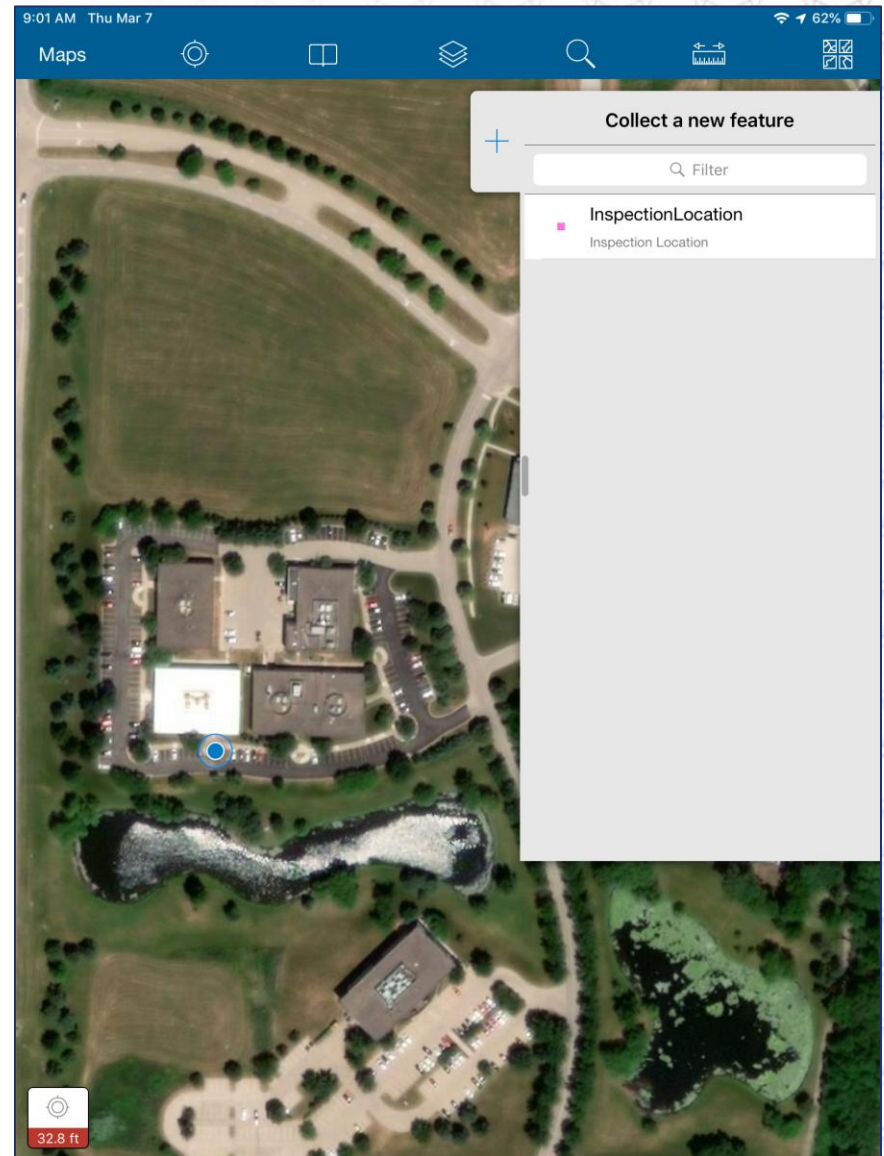 9:01 AM Thu Mar 7
62%
Maps
Collect a new feature
Filter
InspectionLocation
Inspection Location
32.8 ft